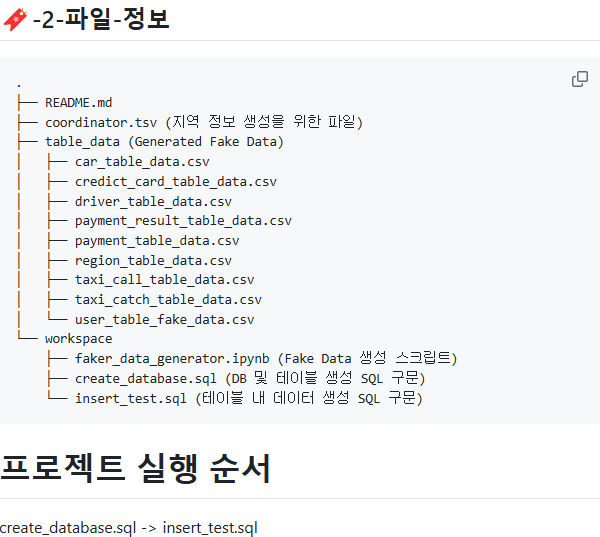 -2-파일-정보
.
├── README.md
├── coordinator.tsv (지역 정보 생성을 위한 파일)
├── table_data (Generated Fake Data)
│   ├── car_table_data.csv
│   ├── credict_card_table_data.csv
│   ├── driver_table_data.csv
│   ├── payment_result_table_data.csv
│   ├── payment_table_data.csv
│   ├── region_table_data.csv
│   ├── taxi_call_table_data.csv
│   ├── taxi_catch_table_data.csv
│   └── user_table_fake_data.csv
└── workspace
    ├── faker_data_generator.ipynb (Fake Data 생성 스크립트)
    ├── create_database.sql (DB 및 테이블 생성 SQL 구문)
    └── insert_test.sql (테이블 내 데이터 생성 SQL 구문)
프로젝트 실행 순서
create_database.sql -> insert_test.sql